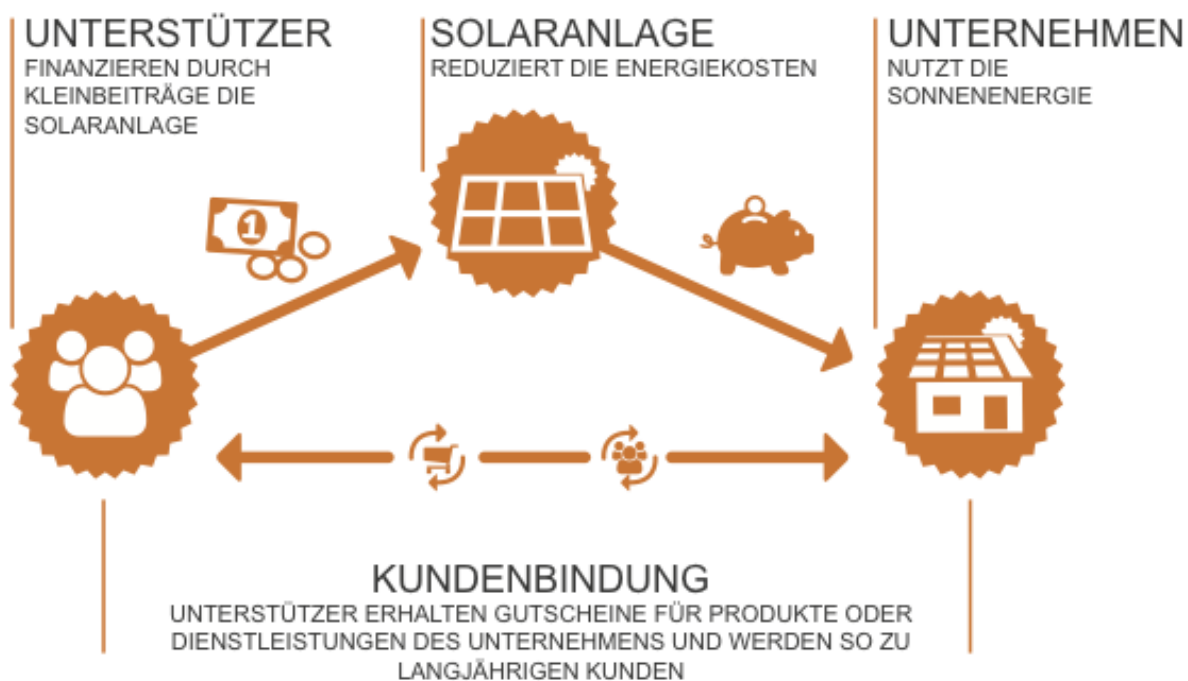 UNTERSTÜTZER
FINANZIEREN DURCH
KLEINBEITRÄGE DIE
SOLARANLAGE
SOLARANLAGE
REDUZIERT DIE ENERGIEKOSTEN
UNTERNEHMEN
NUTZT DIE
SONNENENERGIE
1
KUNDENBINDUNG
UNTERSTÜTZER ERHALTEN GUTSCHEINE FÜR PRODUKTE ODER
DIENSTLEISTUNGEN DES UNTERNEHMENS UND WERDEN SO ZU
LANGJÄHRIGEN KUNDEN